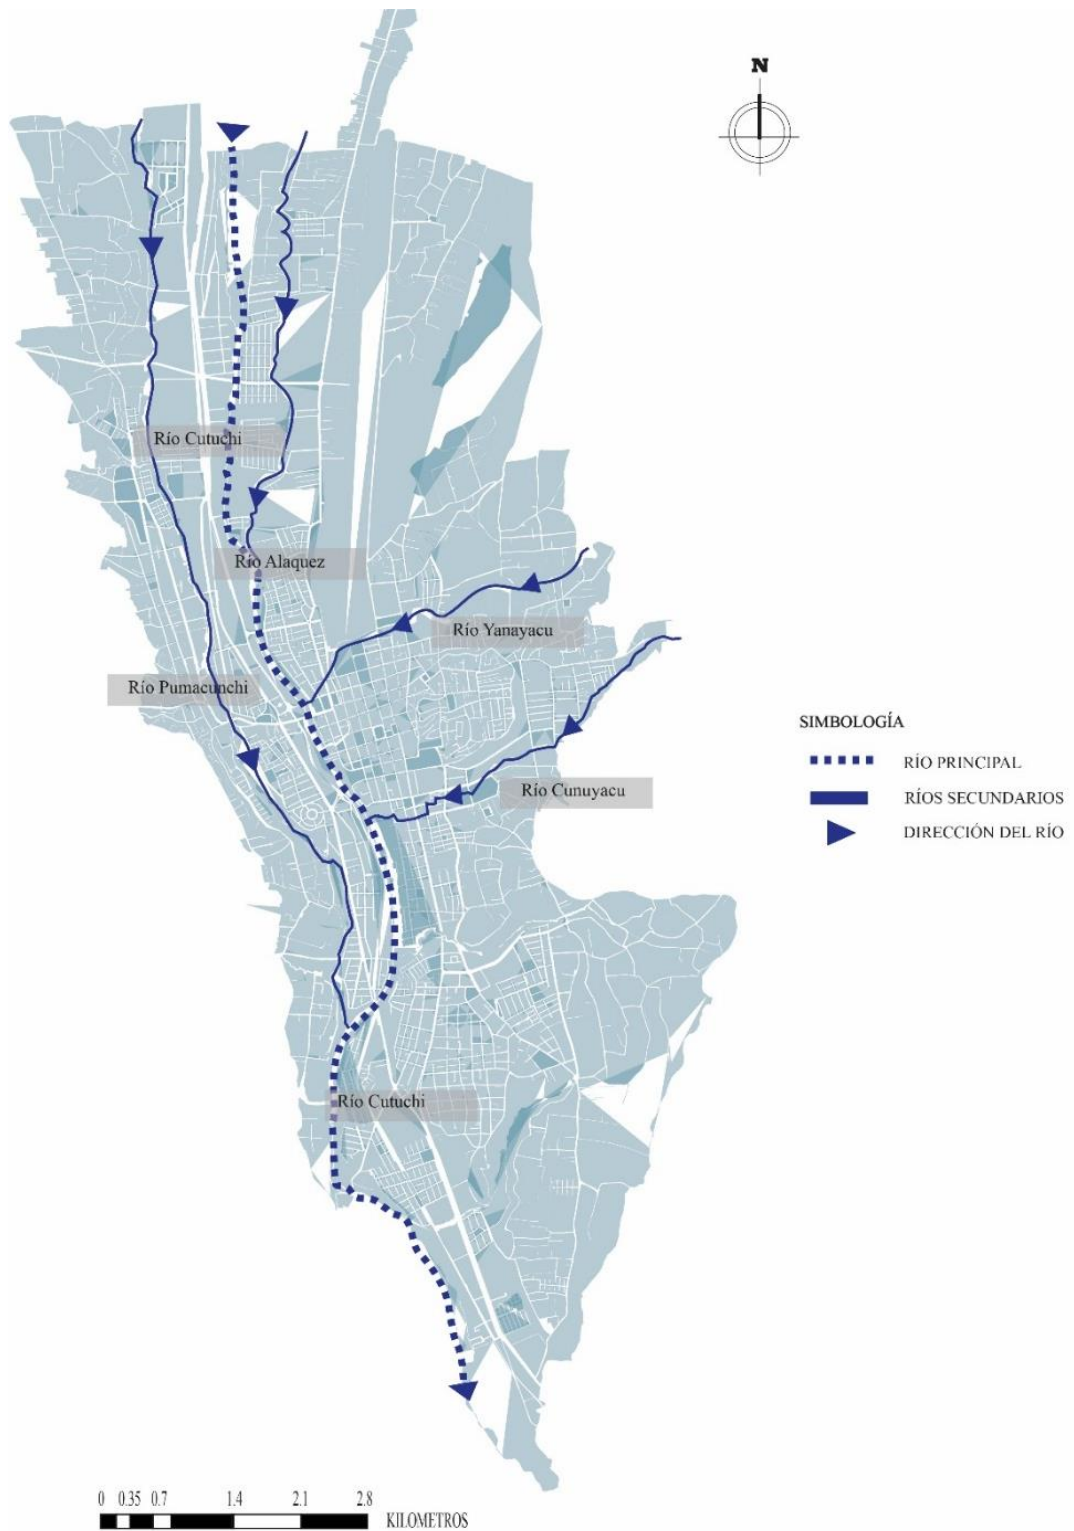 N
Río Cutuchi
Río Alaquez
Río Yanayacu
Río Pumacunchi
SIMBOLOGÍA
RÍO PRINCIPAL
Río Cunuyacu
RÍOS SECUNDARIOS
DIRECCIÓN DEL RÍO
Río Cutuchi
0 0.35 0.7 1.4 2.1 2.8
KILOMETROS